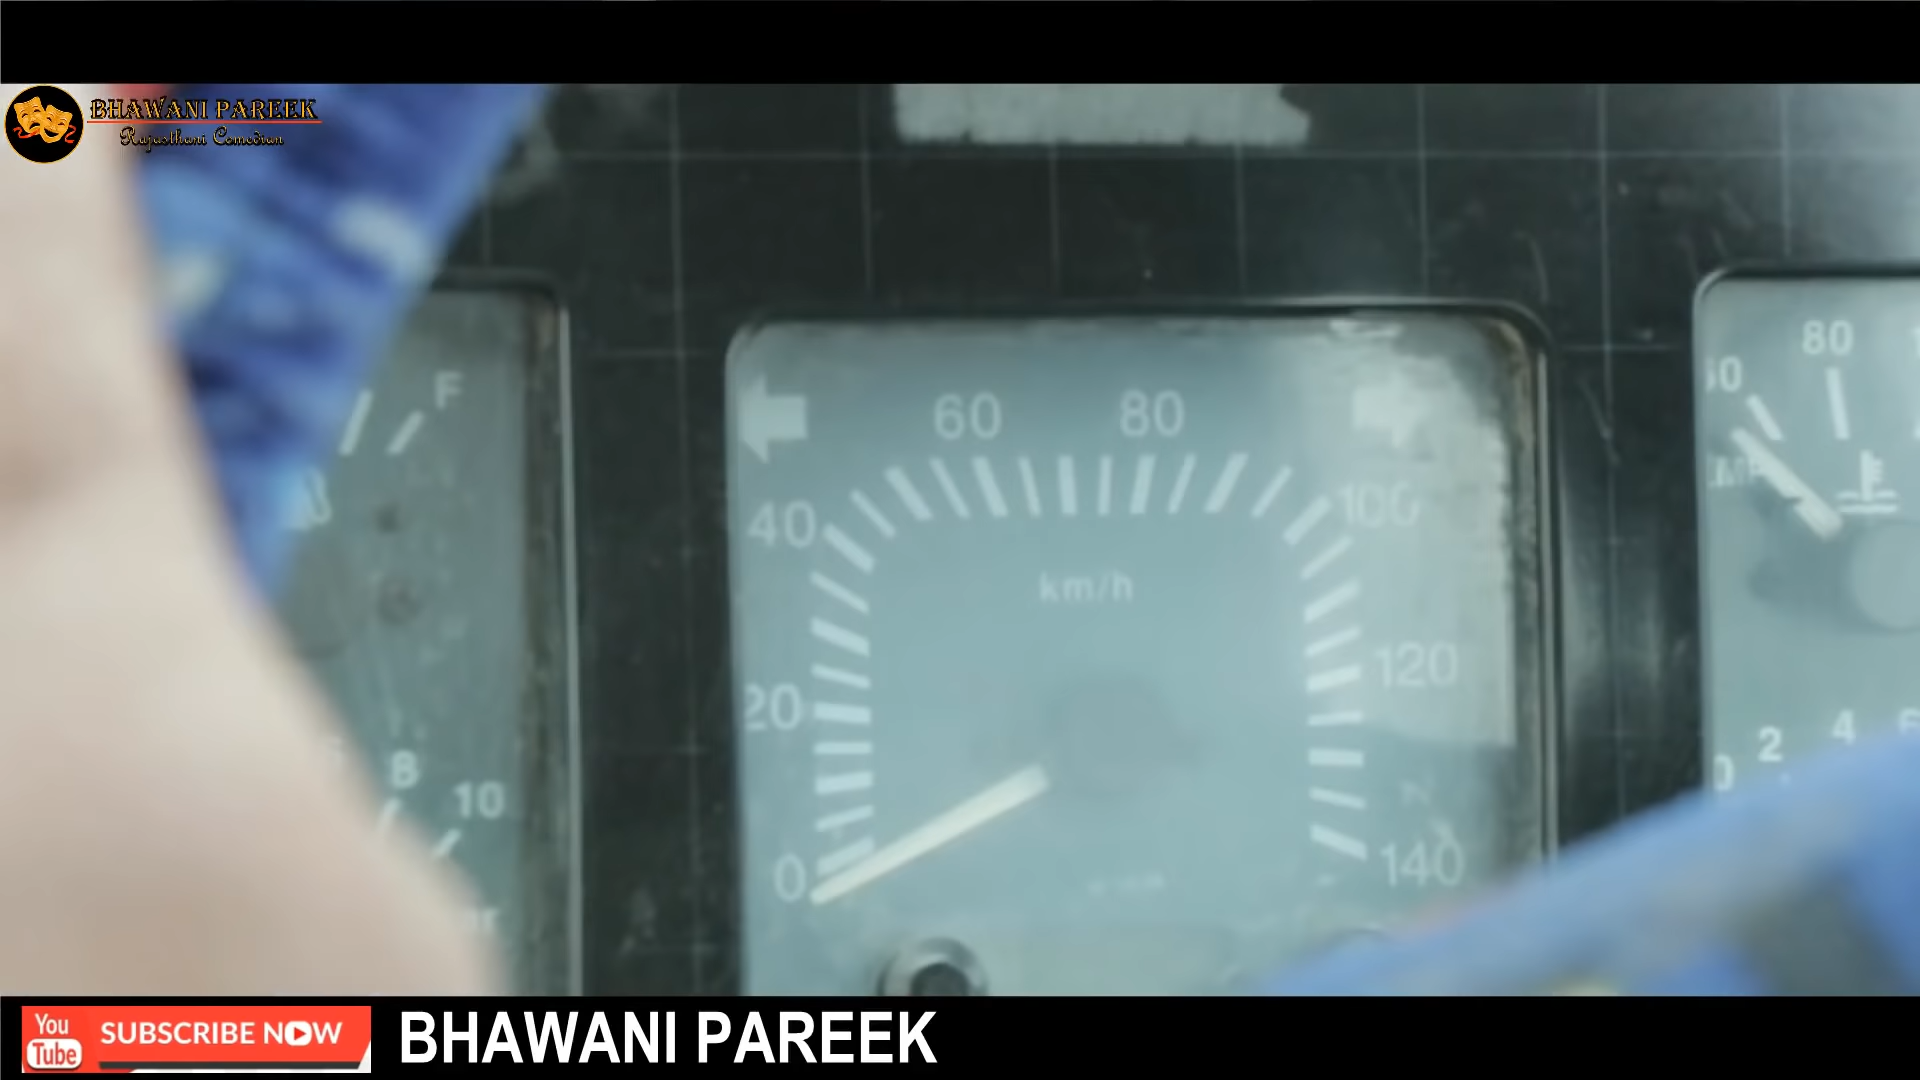 BHAWANI PAREEK
Rajasthani Comedian
F
60 80
80
40
100
km/h
120
20
2 4
8
10
0
140
You
Tube
SUBSCRIBE NOW
BHAWANI PAREEK